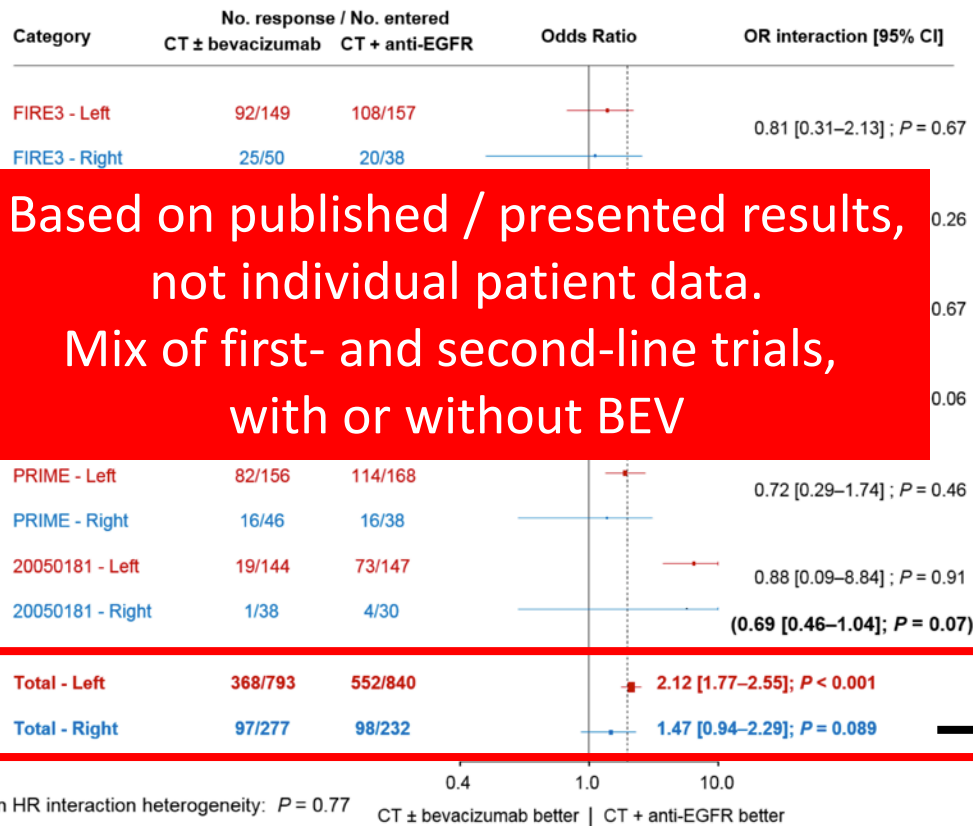 No. response / No. entered
Category CT ± bevacizumab CT + anti-EGFR Odds Ratio OR interaction [95% CI]
FIRE3 - Left 92/149 108/157
0.81 [0.31–2.13] ; P = 0.67
FIRE3 - Right 25/50 20/38
Based on published / presented results,
0.26
not individual patient data.
0.67
Mix of first- and second-line trials,
0.06
with or without BEV
PRIME - Left 82/156 114/168
0.72 [0.29–1.74] ; P = 0.46
PRIME - Right 16/46 16/38
20050181 - Left 19/144 73/147
0.88 [0.09–8.84] ; P = 0.91
20050181 - Right 1/38 4/30
(0.69 [0.46–1.04]; P = 0.07)
Total - Left 368/793 552/840 2.12 [1.77–2.55]; P < 0.001
Total - Right 97/277 98/232 1.47 [0.94–2.29]; P = 0.089
0.4 1.0 10.0
HR interaction heterogeneity: P = 0.77
CT ± bevacizumab better | CT + anti-EGFR better